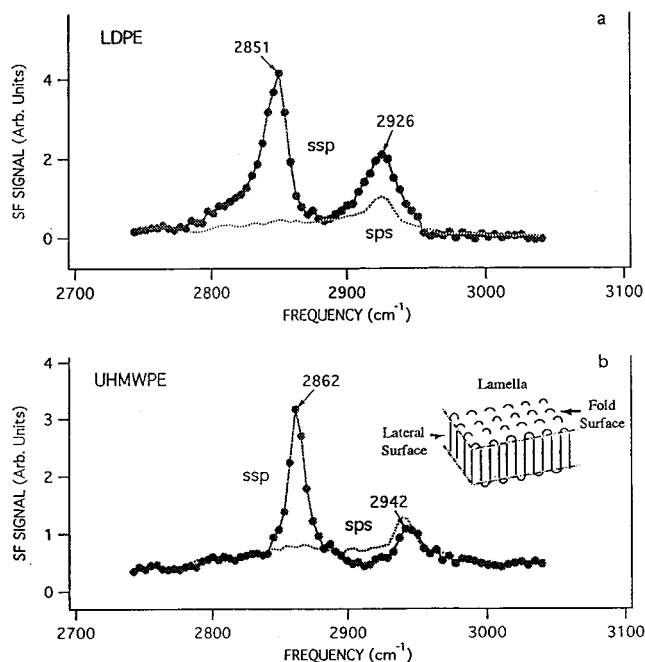 a
LDPE
2851
2926
ssp
sps
SF SIGNAL (Arb. Units)
4
2
0
2700
2800
2900
3000
3100
FREQUENCY (cm⁻¹)
b
UHMWPE
2862
Lamella
Fold
Surface
Lateral
Surface
ssp
sps
2942
SF SIGNAL (Arb. Units)
4
3
2
1
0
2700
2800
2900
3000
3100
FREQUENCY (cm⁻¹)